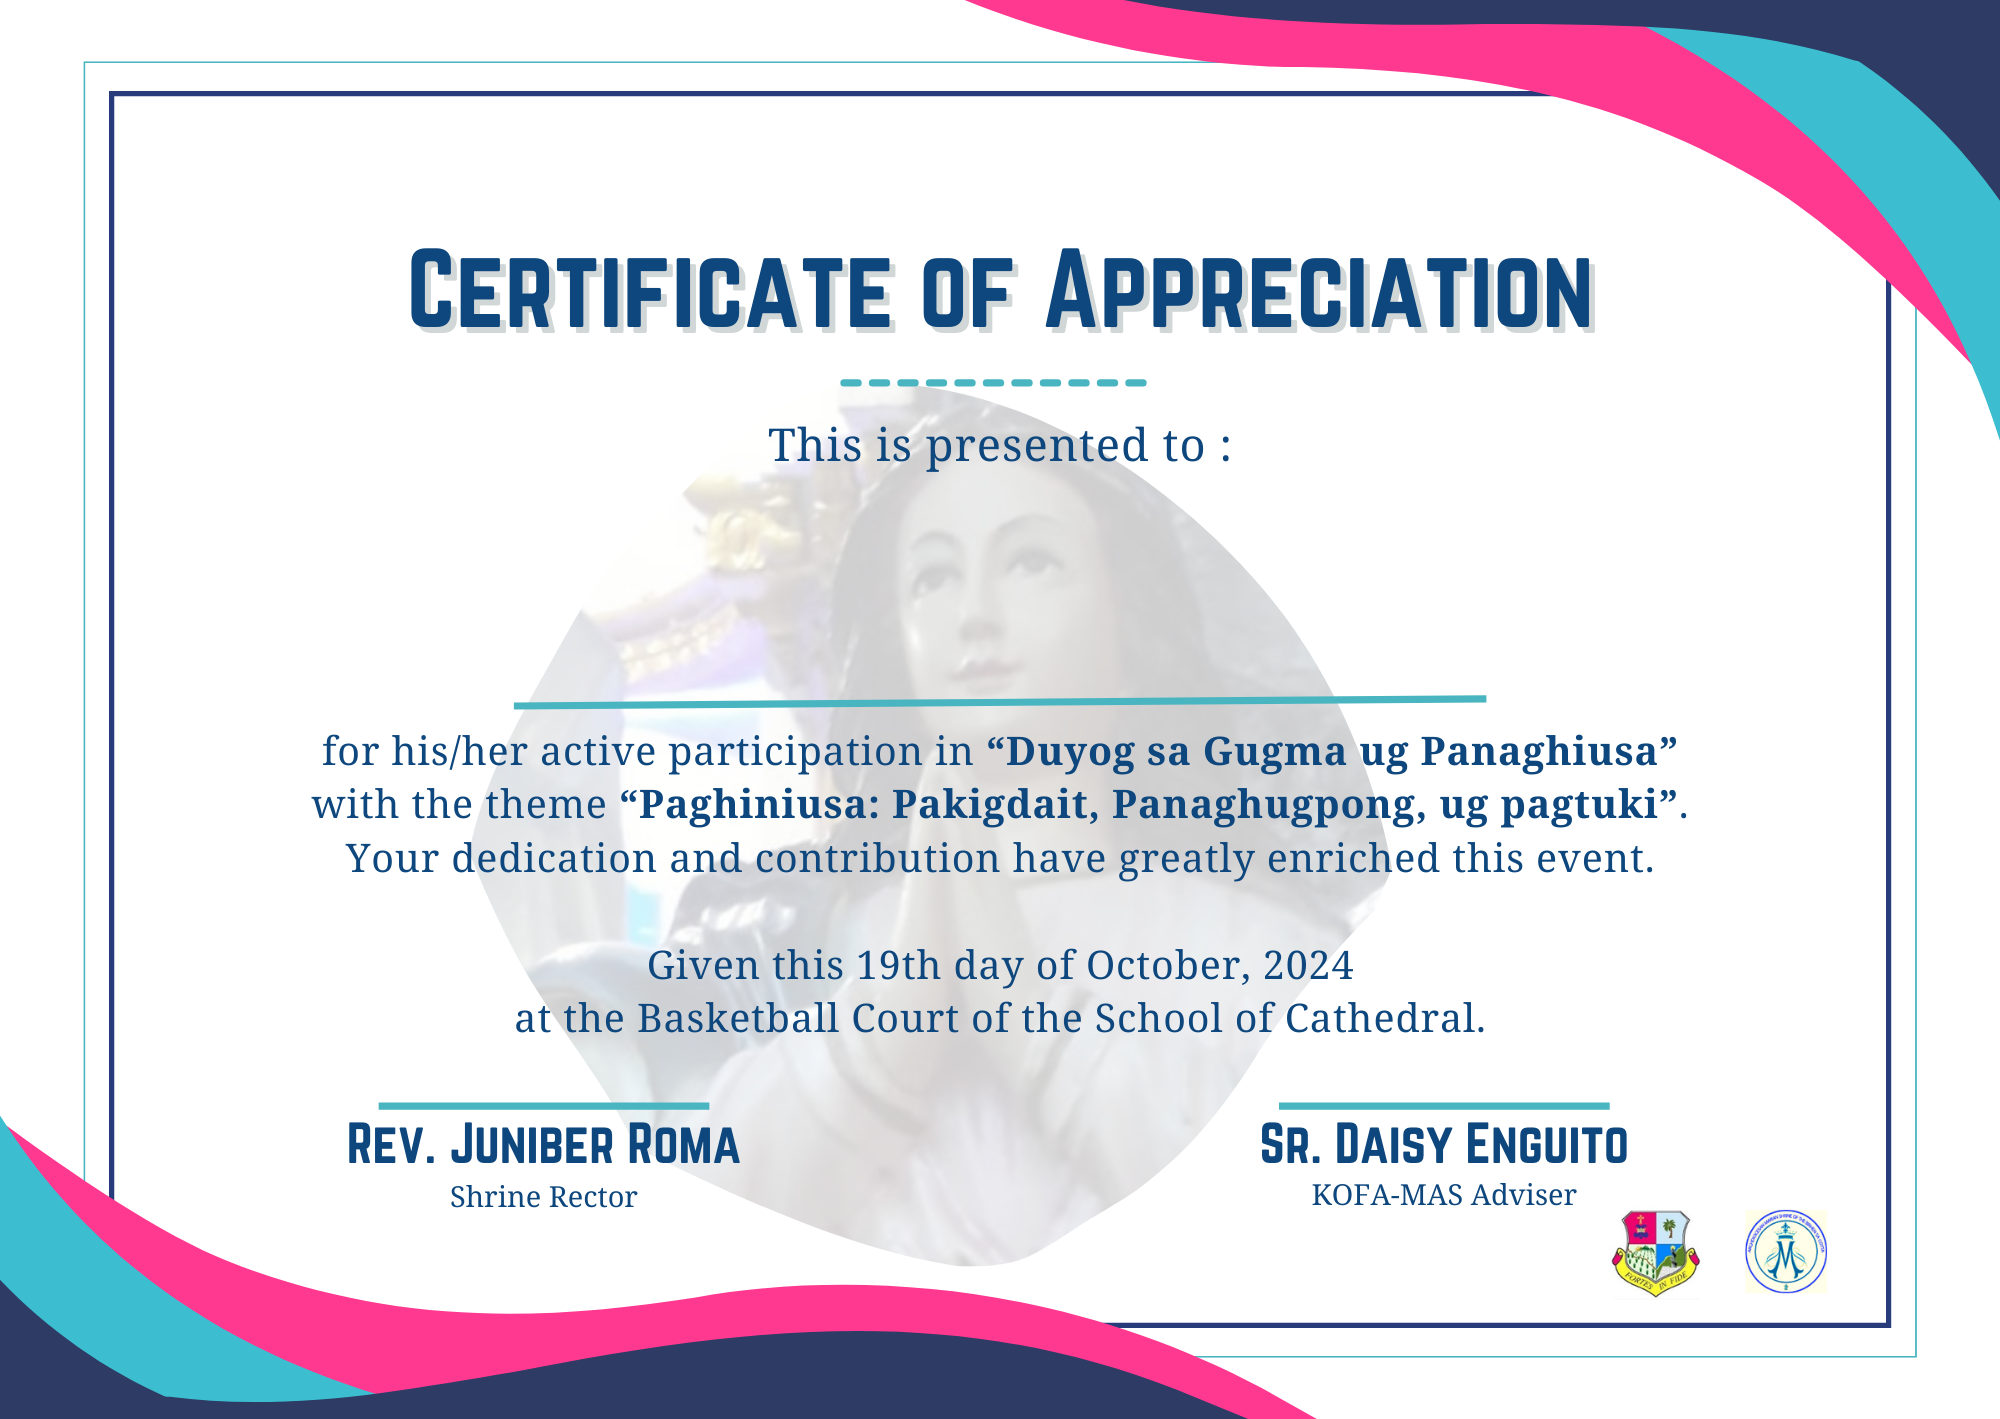 Certificate of Appreciation
This is presented to :
for his/her active participation in “Duyog sa Gugma ug Panaghiusa”
with the theme “Paghiniusa: Pakigdait, Panaghugpong, ug pagtuki”.
Your dedication and contribution have greatly enriched this event.
Given this 19th day of October, 2024
at the Basketball Court of the School of Cathedral.
Rev. Juniber Roma
Shrine Rector
Sr. Daisy Enguito
KOFA-MAS Adviser
FORTES IN FIDE